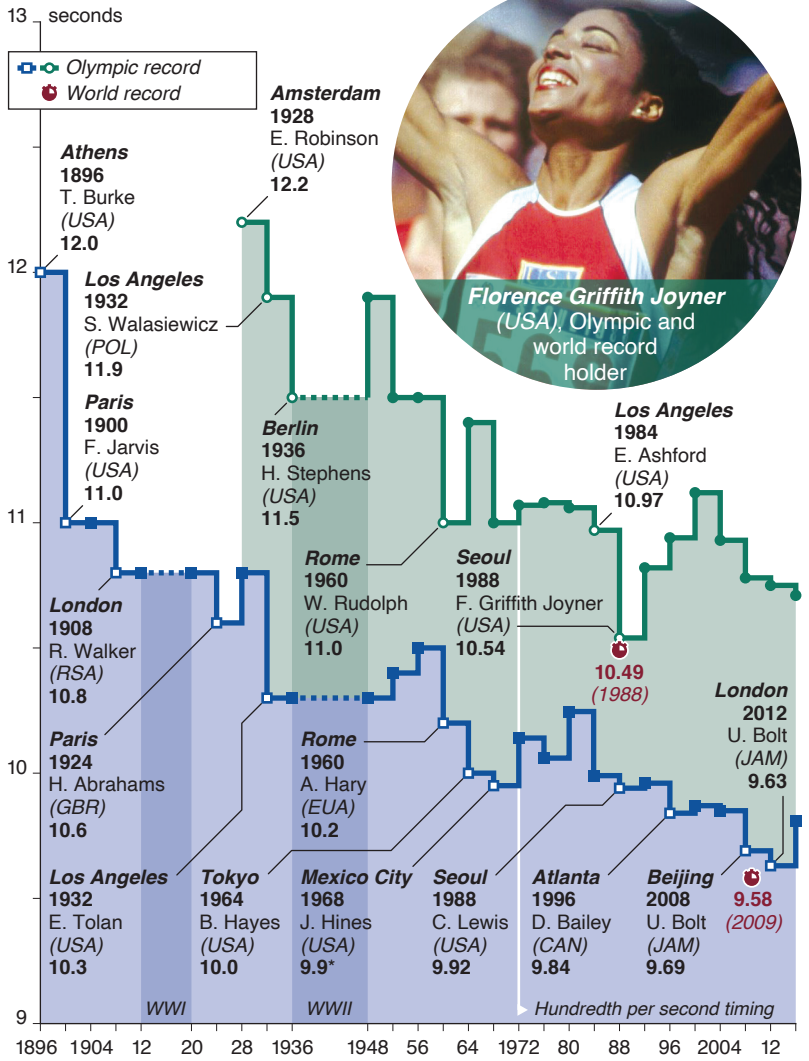 13 seconds
Olympic record
World record
Amsterdam
1928
E. Robinson
(USA)
12.2
Athens
1896
T. Burke
(USA)
12.0
12
Los Angeles
1932
S. Walasiewicz
(POL)
11.9
Florence Griffith Joyner
(USA), Olympic and
world record
holder
Paris
1900
F. Jarvis
(USA)
11.0
Berlin
1936
H. Stephens
(USA)
11.5
Los Angeles
1984
E. Ashford
(USA)
10.97
11
Rome
1960
W. Rudolph
(USA)
11.0
Seoul
1988
F. Griffith Joyner
(USA)
10.54
London
1908
R. Walker
(RSA)
10.8
10.49
(1988)
London
2012
U. Bolt
(JAM)
9.63
Paris
1924
H. Abrahams
(GBR)
10.6
Rome
1960
A. Hary
(EUA)
10.2
10
Los Angeles
1932
E. Tolan
(USA)
10.3
Tokyo
1964
B. Hayes
(USA)
10.0
Mexico City
1968
J. Hines
(USA)
9.9*
Seoul
1988
C. Lewis
(USA)
9.92
Atlanta
1996
D. Bailey
(CAN)
9.84
Beijing
2008
U. Bolt
(JAM)
9.69
9.58
(2009)
WWI
WWII
Hundredth per second timing
9
1896 1904 12 20 28 1936 1948 56 64 1972 80 88 96 2004 12